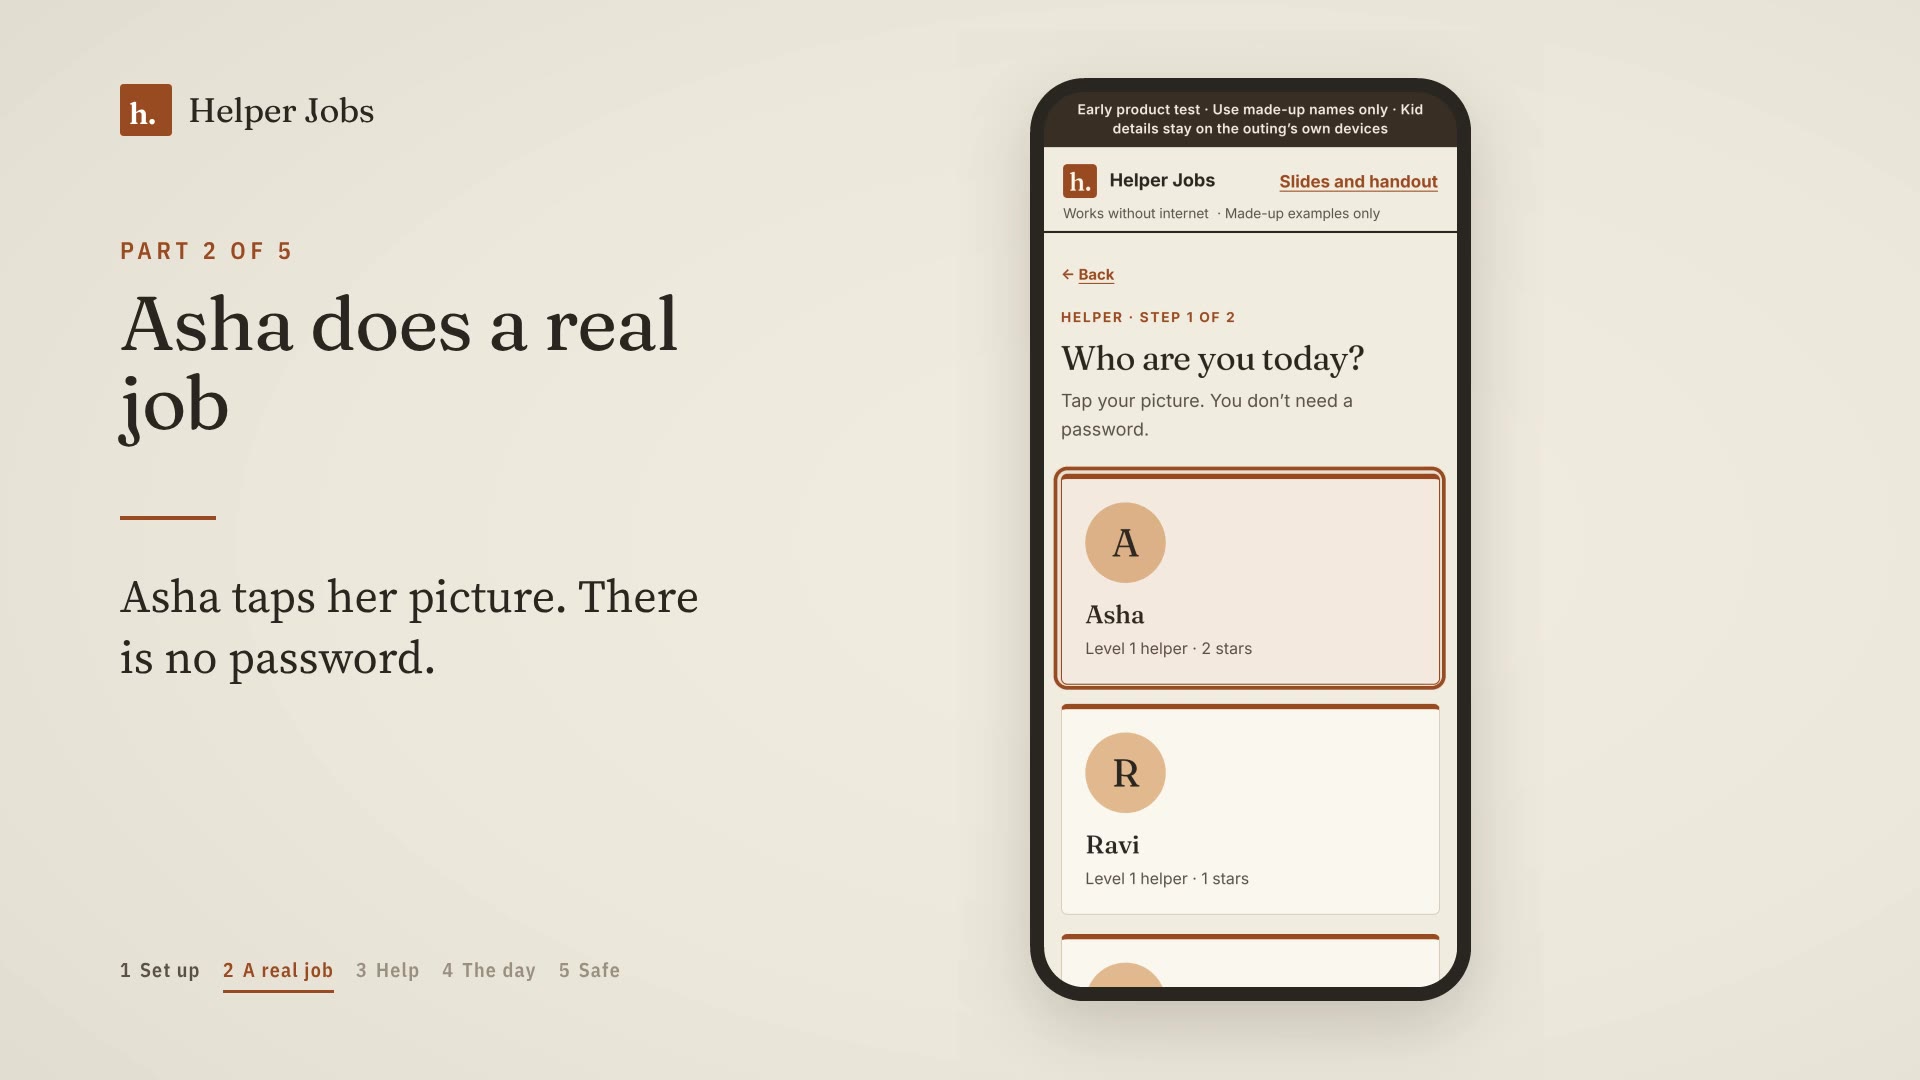 h. Helper Jobs
PART 2 OF 5
Asha does a real
job
Asha taps her picture. There
is no password.
1 Set up 2 A real job 3 Help 4 The day 5 Safe
Early product test · Use made-up names only · Kid
details stay on the outing’s own devices
h. Helper Jobs Slides and handout
Works without internet · Made-up examples only
← Back
HELPER · STEP 1 OF 2
Who are you today?
Tap your picture. You don’t need a
password.
A
Asha
Level 1 helper · 2 stars
R
Ravi
Level 1 helper · 1 stars